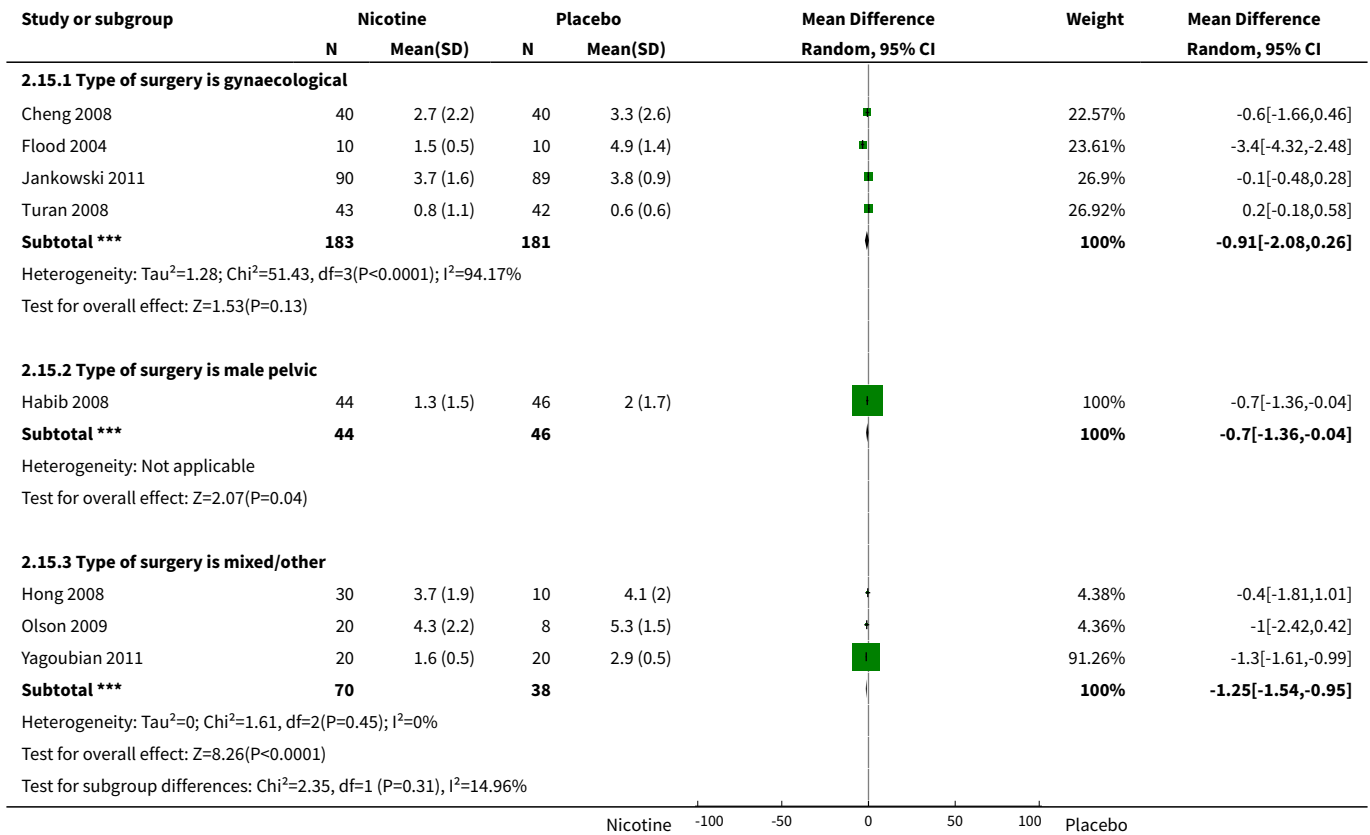 Study or subgroup Nicotine Placebo Mean Difference Weight Mean Difference
N Mean(SD) N Mean(SD) Random, 95% CI Random, 95% CI
2.15.1 Type of surgery is gynaecological
Cheng 2008 40 2.7 (2.2) 40 3.3 (2.6) 22.57% -0.6[-1.66,0.46]
Flood 2004 10 1.5 (0.5) 10 4.9 (1.4) 23.61% -3.4[-4.32,-2.48]
Jankowski 2011 90 3.7 (1.6) 89 3.8 (0.9) 26.9% -0.1[-0.48,0.28]
Turan 2008 43 0.8 (1.1) 42 0.6 (0.6) 26.92% 0.2[-0.18,0.58]
Subtotal *** 183 181 100% -0.91[-2.08,0.26]
Heterogeneity: Tau²=1.28; Chi²=51.43, df=3(P<0.0001); I²=94.17%
Test for overall effect: Z=1.53(P=0.13)
2.15.2 Type of surgery is male pelvic
Habib 2008 44 1.3 (1.5) 46 2 (1.7) 100% -0.7[-1.36,-0.04]
Subtotal *** 44 46 100% -0.7[-1.36,-0.04]
Heterogeneity: Not applicable
Test for overall effect: Z=2.07(P=0.04)
2.15.3 Type of surgery is mixed/other
Hong 2008 30 3.7 (1.9) 10 4.1 (2) 4.38% -0.4[-1.81,1.01]
Olson 2009 20 4.3 (2.2) 8 5.3 (1.5) 4.36% -1[-2.42,0.42]
Yagoubian 2011 20 1.6 (0.5) 20 2.9 (0.5) 91.26% -1.3[-1.61,-0.99]
Subtotal *** 70 38 100% -1.25[-1.54,-0.95]
Heterogeneity: Tau²=0; Chi²=1.61, df=2(P=0.45); I²=0%
Test for overall effect: Z=8.26(P<0.0001)
Test for subgroup differences: Chi²=2.35, df=1 (P=0.31), I²=14.96%
Nicotine -100 -50 0 50 100 Placebo